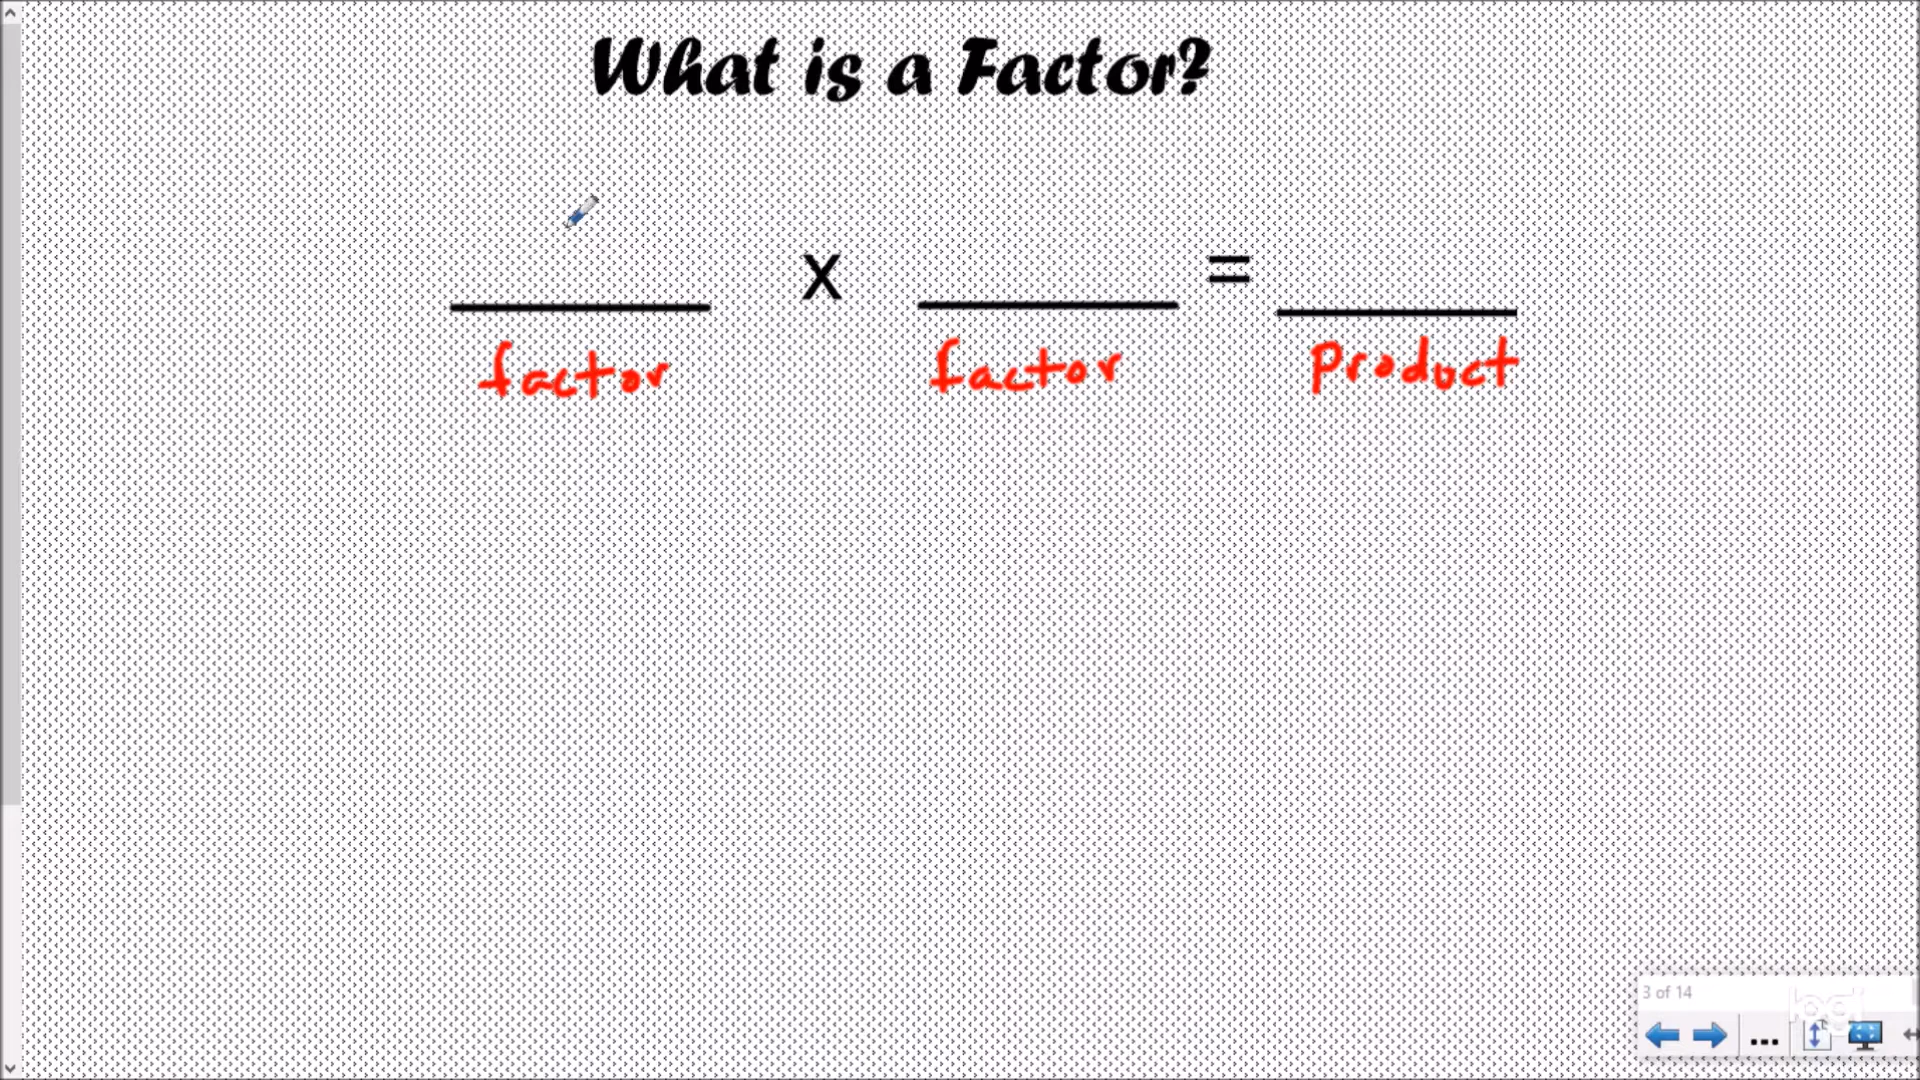 What is a Factor?
x =
factor factor Product
3 of 14
...